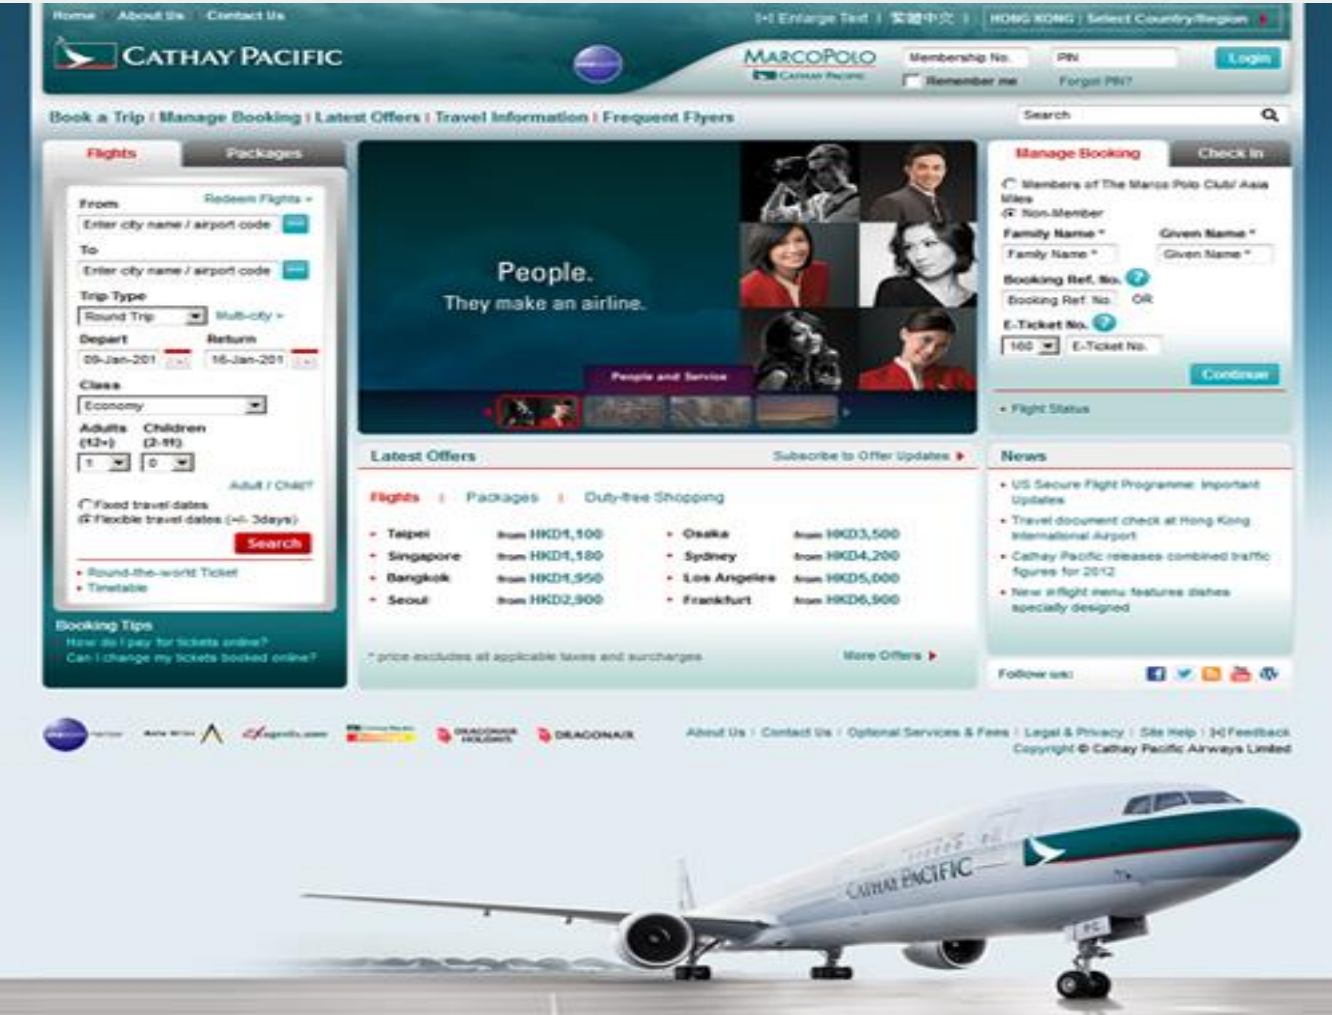 Home About Us Contact Us
[+] Enlarge Text | 繁體中文 | HONG KONG | Select Country/Region
CATHAY PACIFIC
MARCOPOLO
CATHAY PACIFIC
Membership No. PIN Login
Remember me Forgot PIN?
Book a Trip | Manage Booking | Latest Offers | Travel Information | Frequent Flyers
Search
Flights Packages
From Redeem Flights
Enter city name / airport code
To
Enter city name / airport code
Trip Type
Round Trip Multi-city
Depart Return
09-Jan-201 16-Jan-201
Class
Economy
Adults Children
(12+) (2-11)
1 0
Adult / Child?
Fixed travel dates
Flexible travel dates (+/- 3days)
Search
Round-the-world Ticket
Timetable
Booking Tips
How do I pay for tickets online?
Can I change my tickets booked online?
People.
They make an airline.
People and Service
Manage Booking Check In
Members of The Marco Polo Club/ Asia
Miles
Non-Member
Family Name * Given Name *
Family Name * Given Name *
Booking Ref. No. ?
Booking Ref. No. OR
E-Ticket No. ?
160 E-Ticket No.
Continue
Flight Status
Latest Offers Subscribe to Offer Updates
Flights | Packages | Duty-free Shopping
Taipei from HKD1,100 Osaka from HKD3,500
Singapore from HKD1,180 Sydney from HKD4,200
Bangkok from HKD1,950 Los Angeles from HKD5,000
Seoul from HKD2,900 Frankfurt from HKD6,900
* price excludes all applicable taxes and surcharges More Offers
News
US Secure Flight Programme: Important
Updates
Travel document check at Hong Kong
International Airport
Cathay Pacific releases combined traffic
figures for 2012
New inflight menu features dishes
specially designed
Follow us:
DRAGONAIR
HOLIDAYS
DRAGONAIR
About Us | Contact Us | Optional Services & Fees | Legal & Privacy | Site Help | [+] Feedback
Copyright © Cathay Pacific Airways Limited
CATHAY PACIFIC